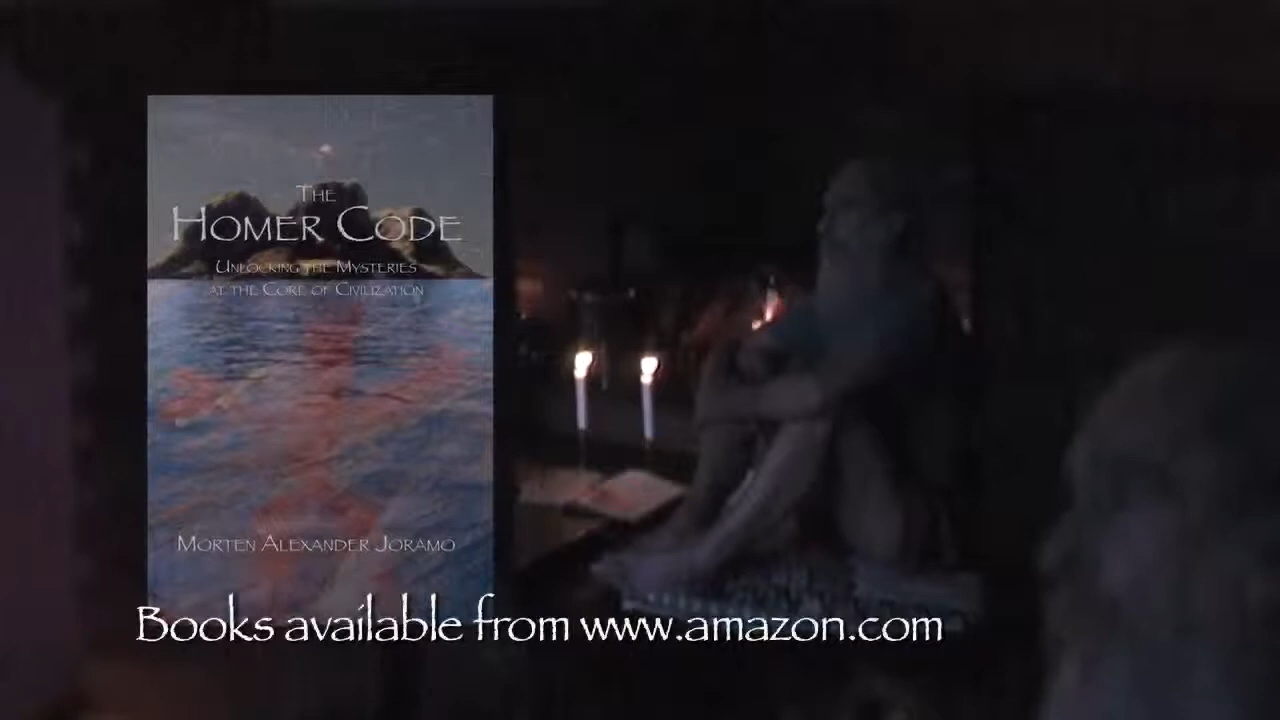 The
Homer Code
Unlocking the Mysteries
at the Core of Civilization
Morten Alexander Joramo
Books available from www.amazon.com